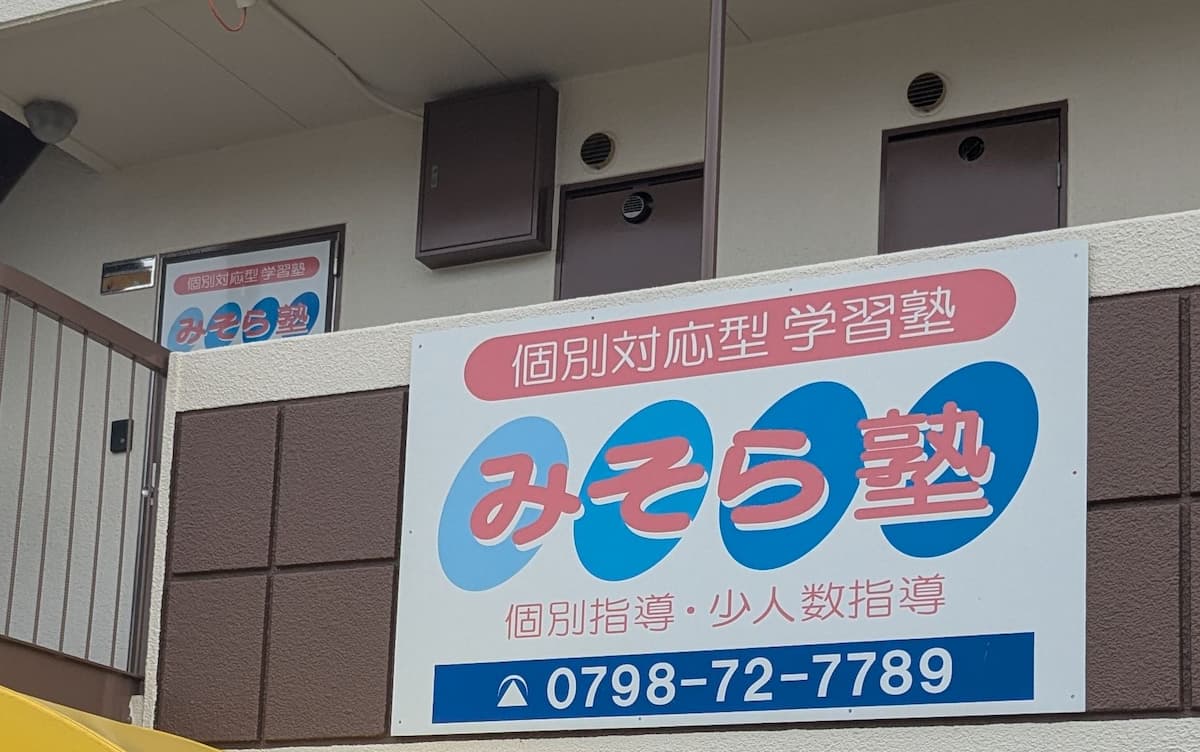 個別対応型 学習塾
みそら塾
個別対応型 学習塾
みそら塾
個別指導・少人数指導
0798-72-7789